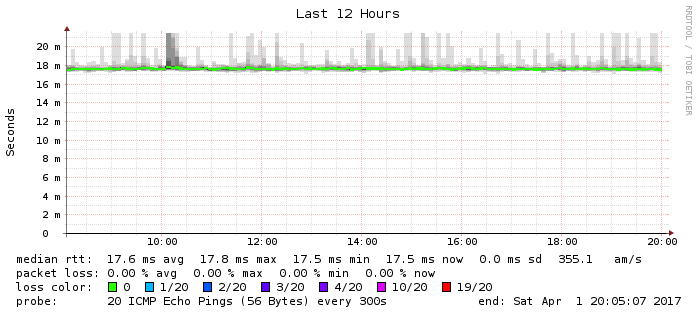 Last 12 Hours
RRDTOOL / TOBI OETIKER
Seconds
20 m
18 m
16 m
14 m
12 m
10 m
8 m
6 m
4 m
2 m
0
10:00 12:00 14:00 16:00 18:00 20:00
median rtt: 17.6 ms avg 17.8 ms max 17.5 ms min 17.5 ms now 0.0 ms sd 355.1 am/s
packet loss: 0.00 % avg 0.00 % max 0.00 % min 0.00 % now
loss color: 0 1/20 2/20 3/20 4/20 10/20 19/20
probe: 20 ICMP Echo Pings (56 Bytes) every 300s end: Sat Apr 1 20:05:07 2017